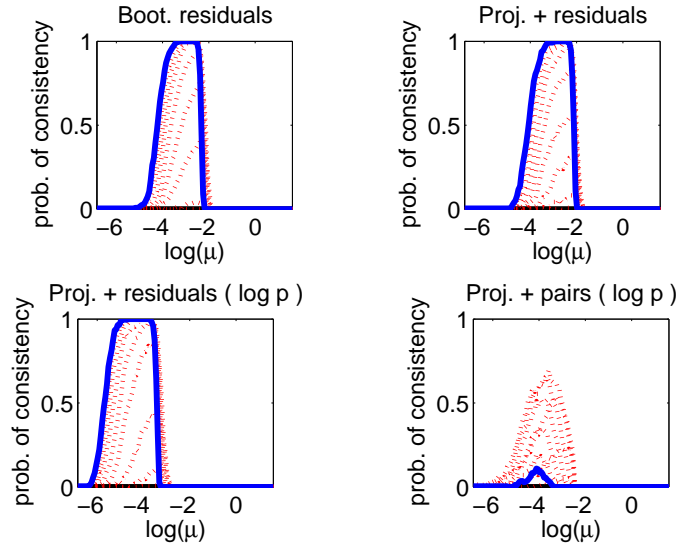 Boot. residuals
prob. of consistency
1
0.5
0
−6 −4 −2 0
log(μ)
Proj. + residuals
prob. of consistency
1
0.5
0
−6 −4 −2 0
log(μ)
Proj. + residuals ( log p )
prob. of consistency
1
0.5
0
−6 −4 −2 0
log(μ)
Proj. + pairs ( log p )
prob. of consistency
1
0.5
0
−6 −4 −2 0
log(μ)